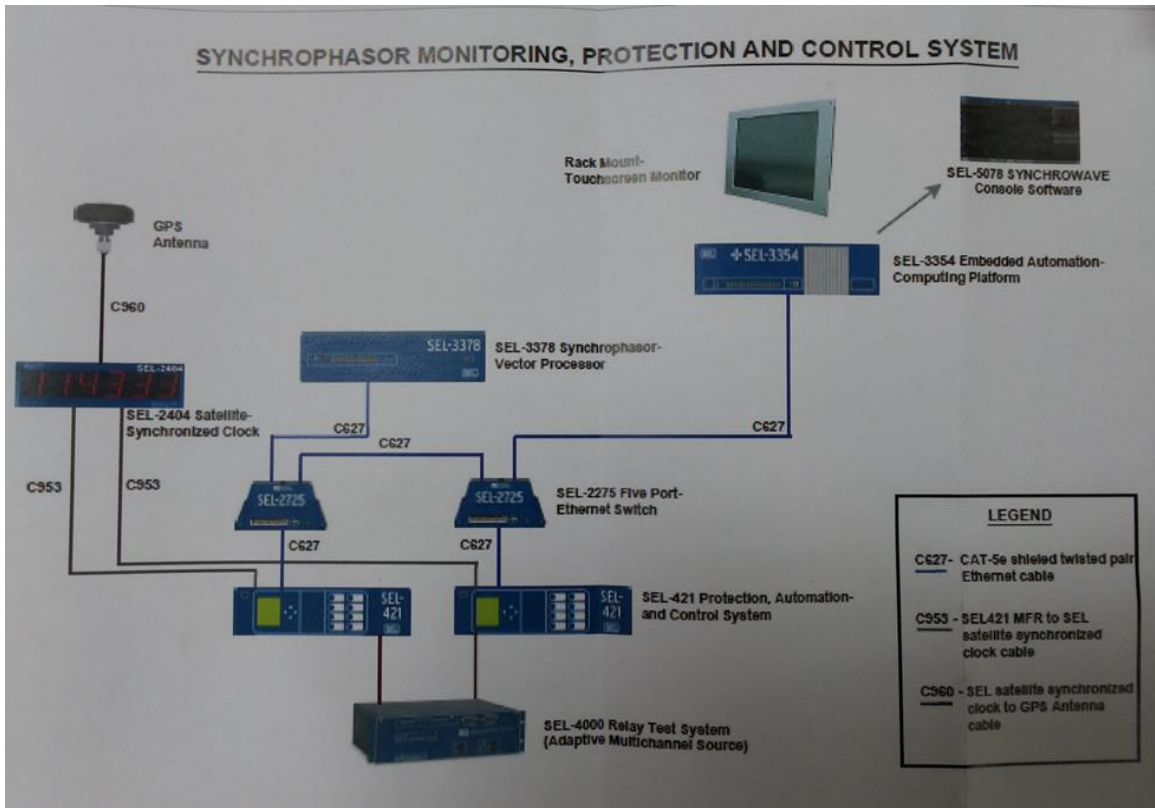 SYNCHROPHASOR MONITORING, PROTECTION AND CONTROL SYSTEM
Rack Mount-
Touchscreen Monitor
SEL-5078 SYNCHROWAVE
Console Software
GPS
Antenna
SEL-3354
SEL-3354 Embedded Automation-
Computing Platform
C960
SEL-3378
SEL-3378 Synchrophasor-
Vector Processor
SEL-2404
SEL-2404 Satellite-
Synchronized Clock
C627
C627
C627
C953
C953
SEL-2725
SEL-2725
SEL-2275 Five Port-
Ethernet Switch
C627
C627
SEL-
421
SEL-
421
SEL-421 Protection, Automation-
and Control System
SEL-4000 Relay Test System
(Adaptive Multichannel Source)
LEGEND
C627- CAT-5e shieled twisted pair
Ethernet cable
C953 - SEL421 MFR to SEL
satellite synchronized
clock cable
C960 - SEL satellite synchronized
clock to GPS Antenna
cable